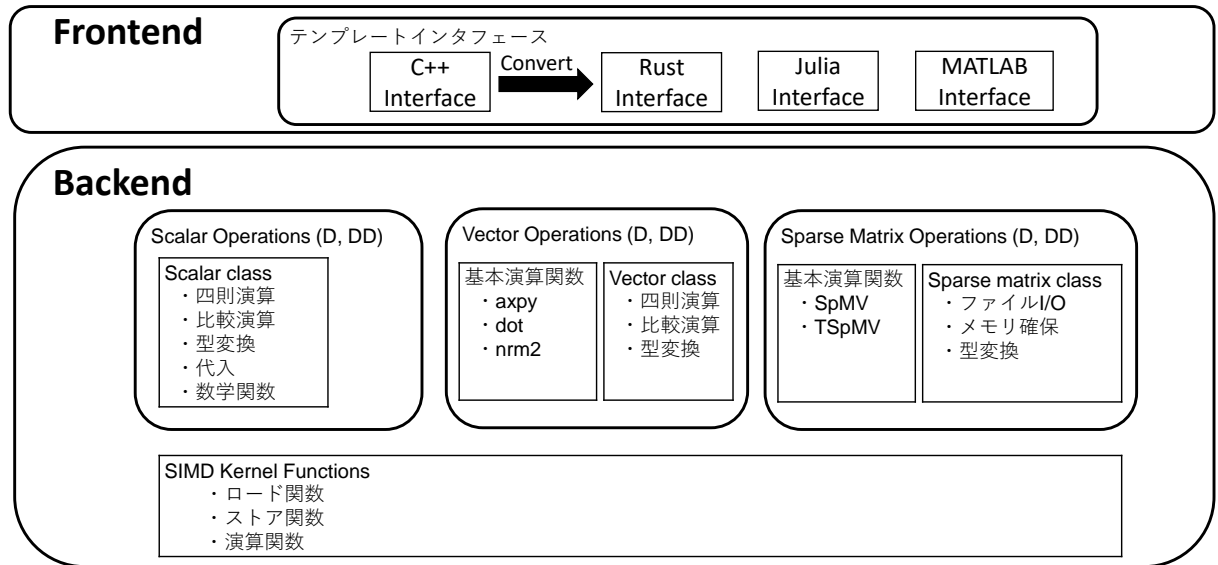 Frontend
テンプレートインタフェース
C++
Interface
Convert
Rust
Interface
Julia
Interface
MATLAB
Interface
Backend
Scalar Operations (D, DD)
Scalar class
・四則演算
・比較演算
・型変換
・代入
・数学関数
Vector Operations (D, DD)
基本演算関数
・axpy
・dot
・nrm2
Vector class
・四則演算
・比較演算
・型変換
Sparse Matrix Operations (D, DD)
基本演算関数
・SpMV
・TSpMV
Sparse matrix class
・ファイルI/O
・メモリ確保
・型変換
SIMD Kernel Functions
・ロード関数
・ストア関数
・演算関数